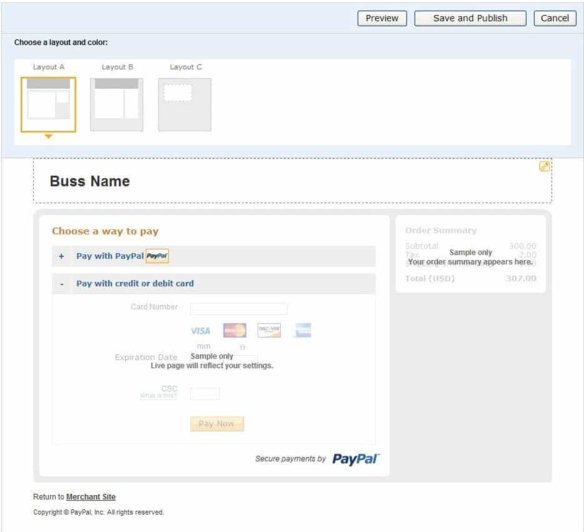 Preview Save and Publish Cancel
Choose a layout and color:
Layout A Layout B Layout C
Buss Name
Choose a way to pay
+ Pay with PayPal PayPal
- Pay with credit or debit card
Card Number
VISA
mm
Expiration Date Sample only
Live page will reflect your settings.
CSC
What is this?
Pay Now
Secure payments by PayPal
Order Summary
Subtotal 300.00
Tax 2.00
Sample only
Your order summary appears here.
Total (USD) 307.00
Return to Merchant Site
Copyright © PayPal, Inc. All rights reserved.